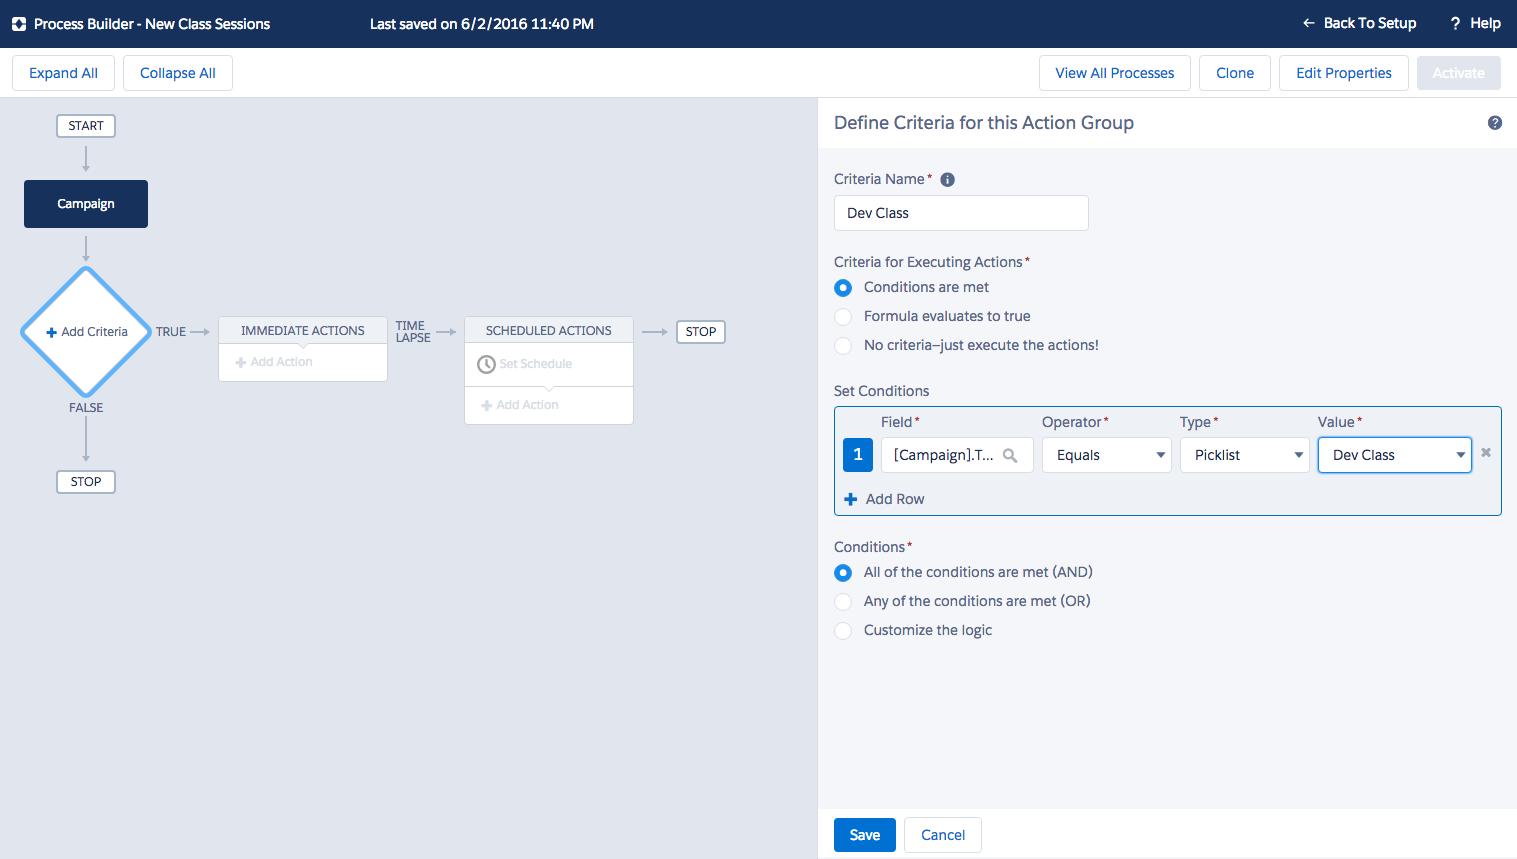 Process Builder - New Class Sessions
Last saved on 6/2/2016 11:40 PM
Back To Setup
? Help
Expand All
Collapse All
View All Processes
Clone
Edit Properties
Activate
START
Campaign
Add Criteria
TRUE
IMMEDIATE ACTIONS
Add Action
TIME
LAPSE
SCHEDULED ACTIONS
Set Schedule
Add Action
STOP
FALSE
STOP
Define Criteria for this Action Group
?
Criteria Name*
Dev Class
Criteria for Executing Actions*
Conditions are met
Formula evaluates to true
No criteria–just execute the actions!
Set Conditions
Field* Operator* Type* Value*
1 [Campaign].T... Equals Picklist Dev Class
Add Row
Conditions*
All of the conditions are met (AND)
Any of the conditions are met (OR)
Customize the logic
Save
Cancel